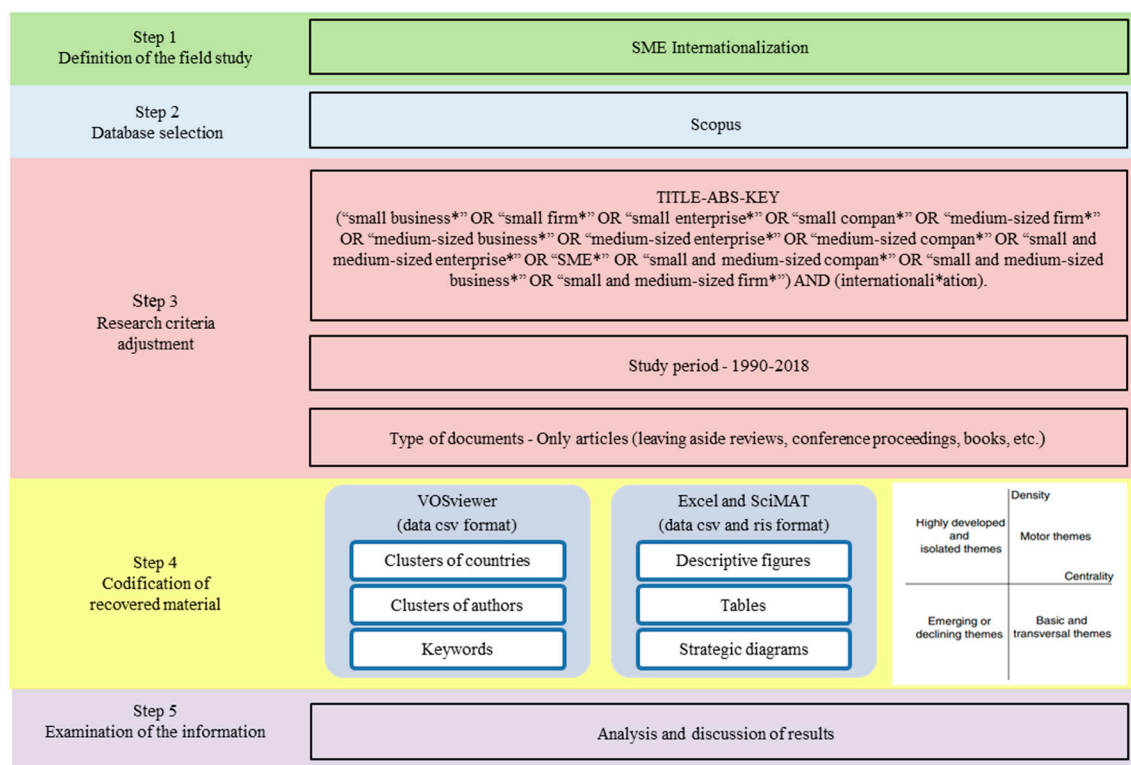 Step 1
Definition of the field study
SME Internationalization
Step 2
Database selection
Scopus
Step 3
Research criteria
adjustment
TITLE-ABS-KEY
(“small business*” OR “small firm*” OR “small enterprise*” OR “small compan*” OR “medium-sized firm*”
OR “medium-sized business*” OR “medium-sized enterprise*” OR “medium-sized compan*” OR “small and
medium-sized enterprise*” OR “SME*” OR “small and medium-sized compan*” OR “small and medium-sized
business*” OR “small and medium-sized firm*”) AND (internationali*ation).
Study period - 1990-2018
Type of documents - Only articles (leaving aside reviews, conference proceedings, books, etc.)
Step 4
Codification of
recovered material
VOSviewer
(data csv format)
Clusters of countries
Clusters of authors
Keywords
Excel and SciMAT
(data csv and ris format)
Descriptive figures
Tables
Strategic diagrams
Density
Highly developed
and
isolated themes
Motor themes
Centrality
Emerging or
declining themes
Basic and
transversal themes
Step 5
Examination of the information
Analysis and discussion of results